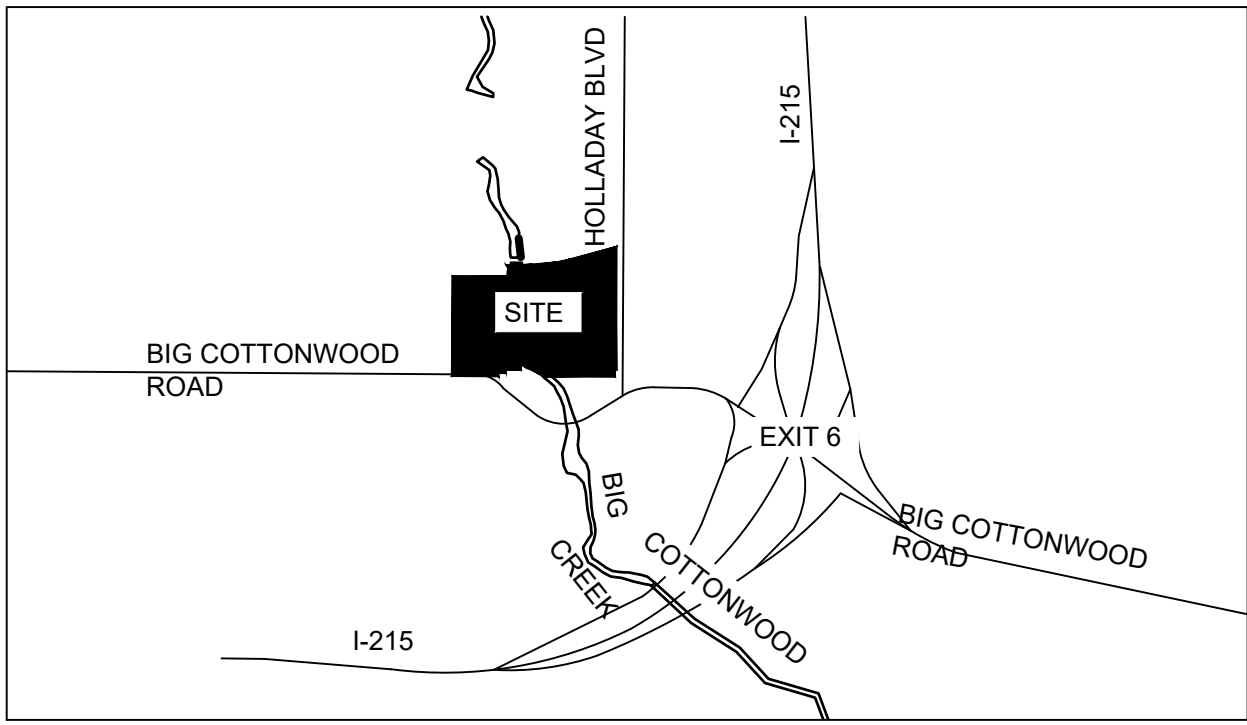 HOLLADAY BLVD
I-215
SITE
BIG COTTONWOOD
ROAD
EXIT 6
BIG
COTTONWOOD
CREEK
BIG COTTONWOOD
ROAD
I-215